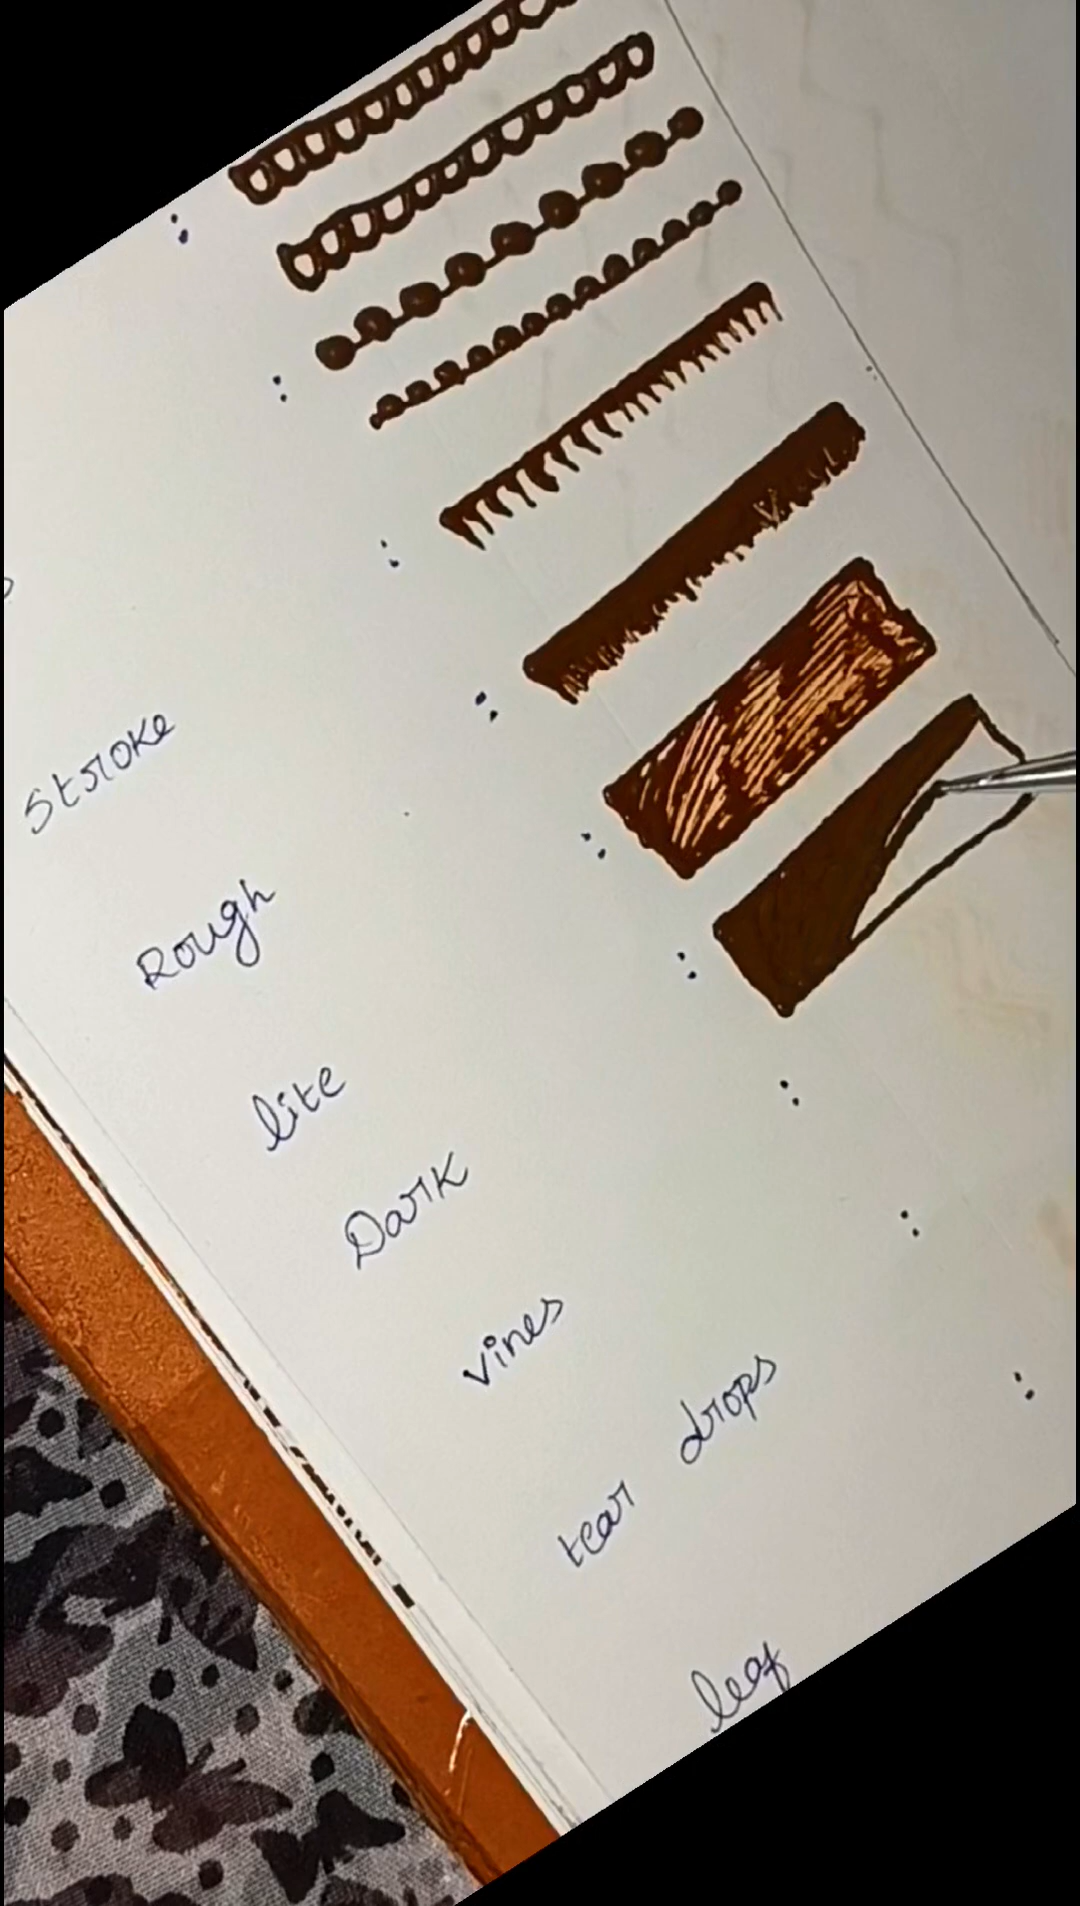 Stroke :
Rough :
lite :
Dark :
vines :
tear drops :
leaf :